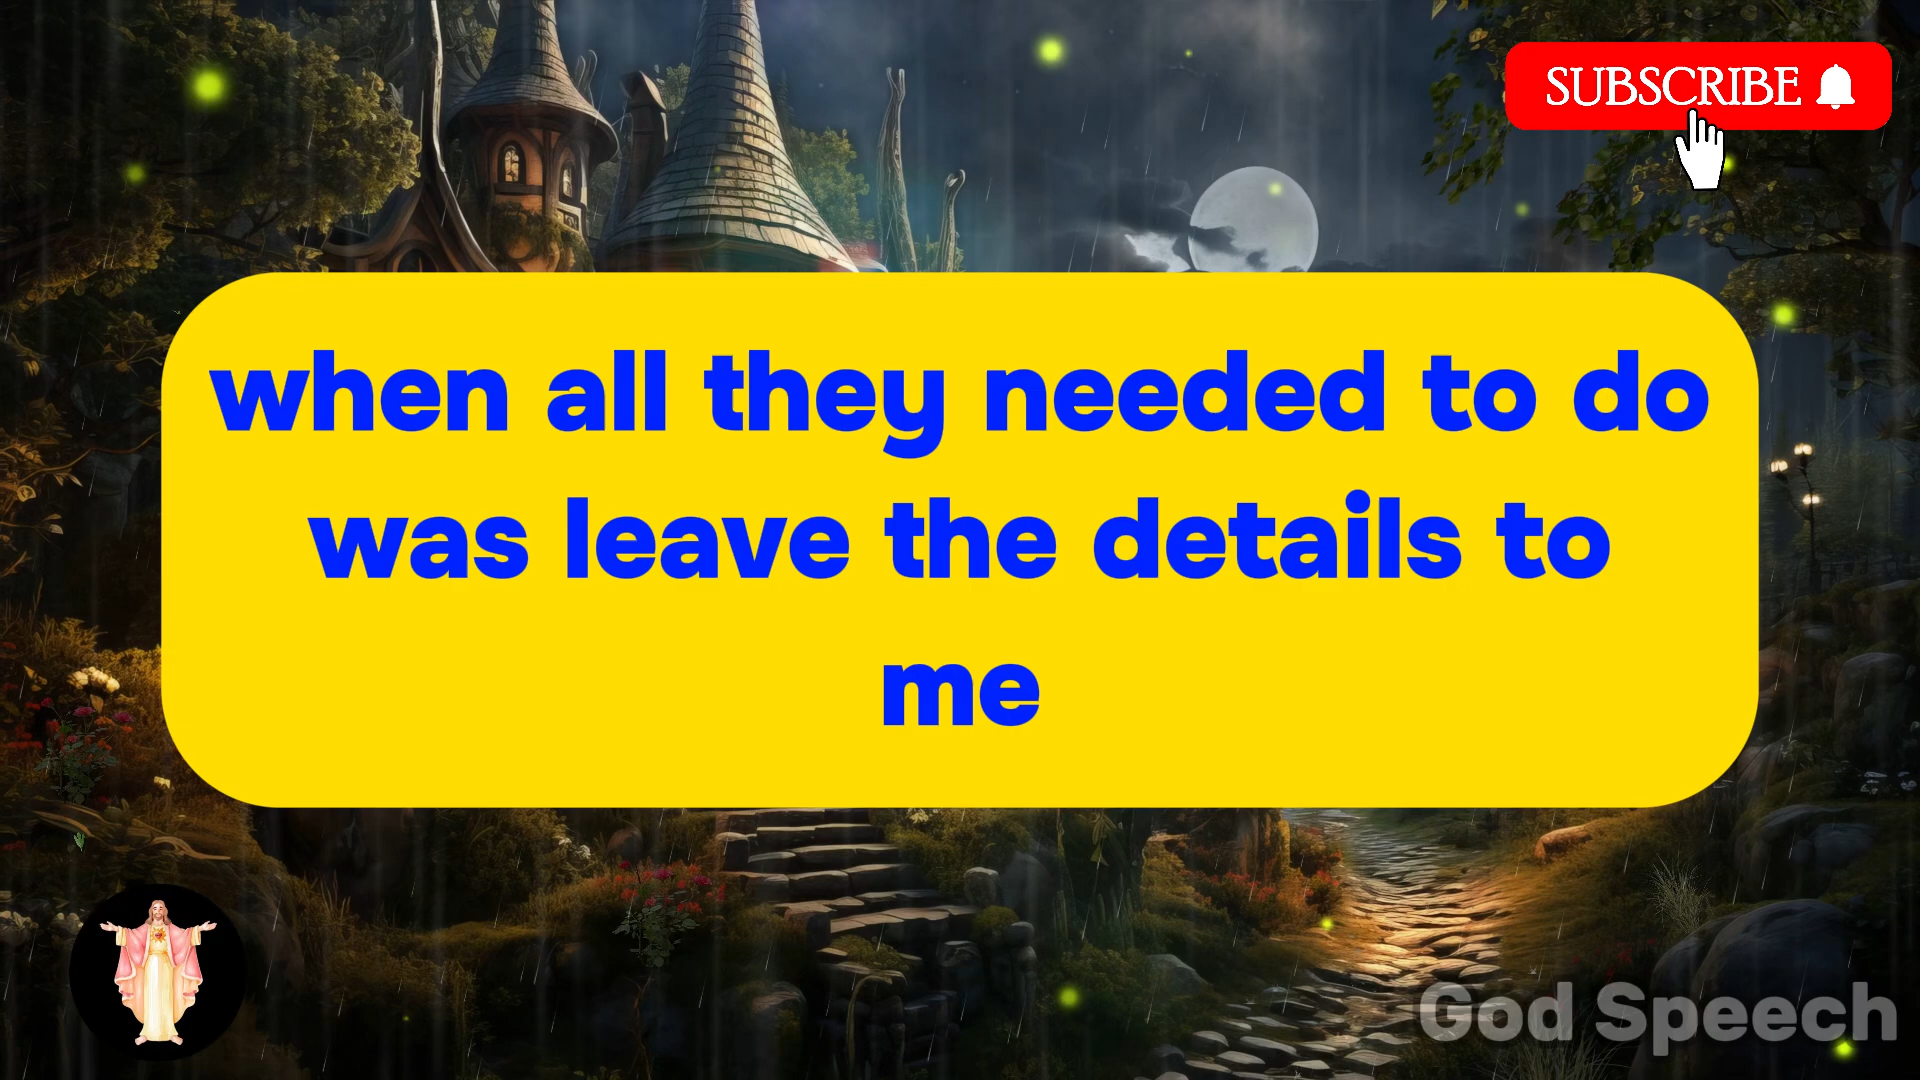 SUBSCRIBE
when all they needed to do
was leave the details to
me
God Speech